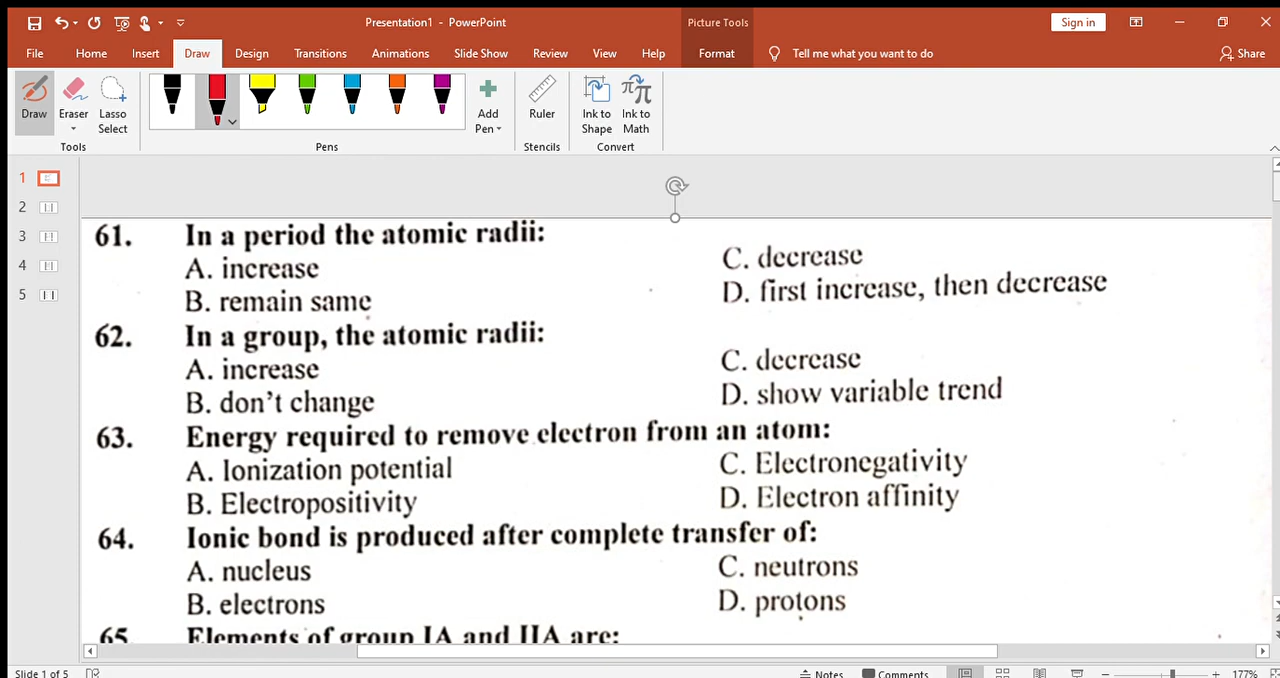 Presentation1 - PowerPoint
Picture Tools
Sign in
File Home Insert Draw Design Transitions Animations Slide Show Review View Help Format Tell me what you want to do Share
Draw Eraser Lasso Select Add Pen Ruler Ink to Shape Ink to Math
Tools Pens Stencils Convert
1
2
3
4
5
61. In a period the atomic radii:
A. increase C. decrease
B. remain same D. first increase, then decrease
62. In a group, the atomic radii:
A. increase C. decrease
B. don't change D. show variable trend
63. Energy required to remove electron from an atom:
A. Ionization potential C. Electronegativity
B. Electropositivity D. Electron affinity
64. Ionic bond is produced after complete transfer of:
A. nucleus C. neutrons
B. electrons D. protons
65. Elements of group IA and IIA are:
Slide 1 of 5 Notes Comments 177%